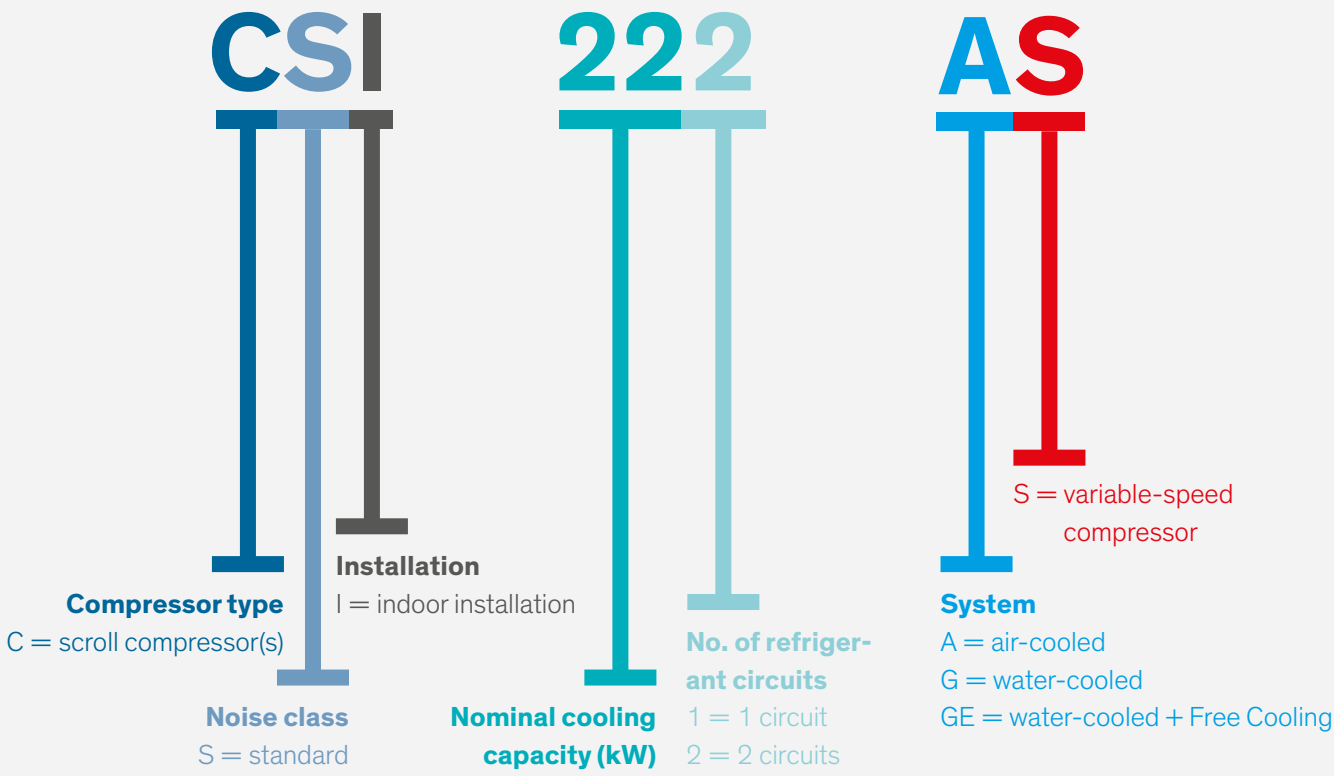 CSI 222 AS
Compressor type
C = scroll compressor(s)
Noise class
S = standard
Installation
I = indoor installation
Nominal cooling
capacity (kW)
No. of refriger-
ant circuits
1 = 1 circuit
2 = 2 circuits
System
A = air-cooled
G = water-cooled
GE = water-cooled + Free Cooling
S = variable-speed
compressor